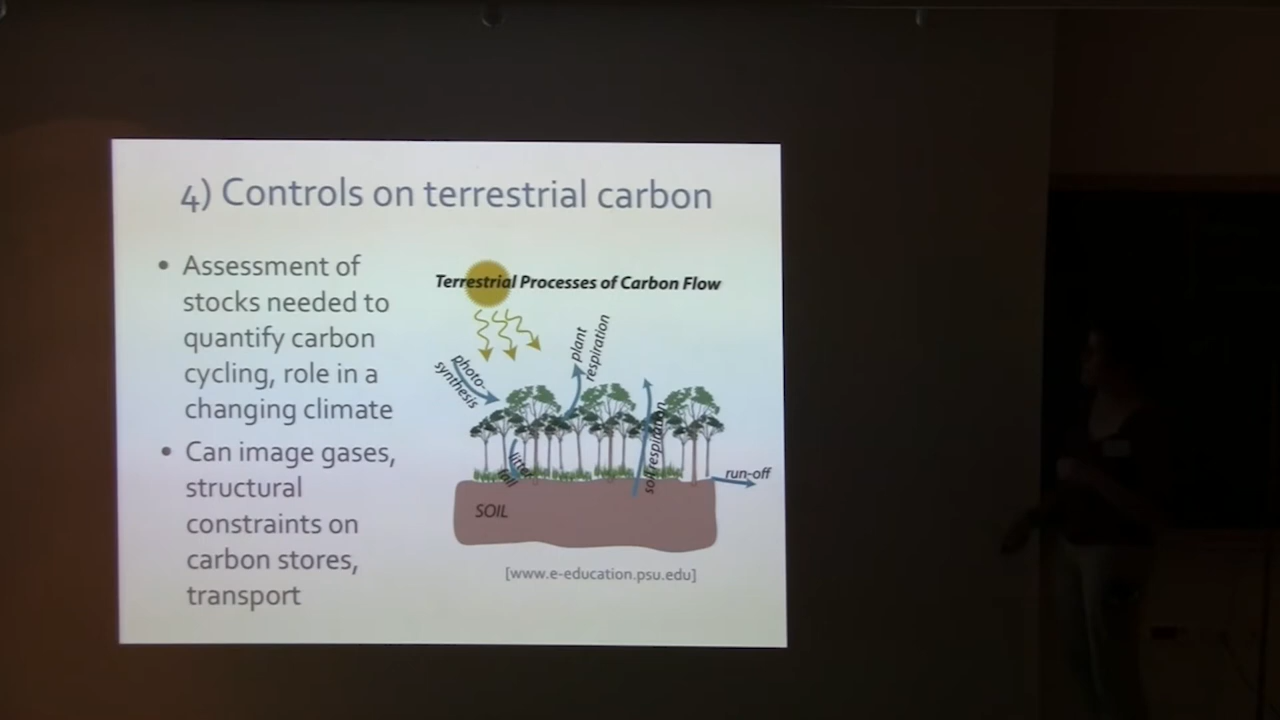 4) Controls on terrestrial carbon
• Assessment of
stocks needed to
quantify carbon
cycling, role in a
changing climate
• Can image gases,
structural
constraints on
carbon stores,
transport
Terrestrial Processes of Carbon Flow
photo-
synthesis
plant
respiration
litter
fall
soil respiration
run-off
SOIL
[www.e-education.psu.edu]